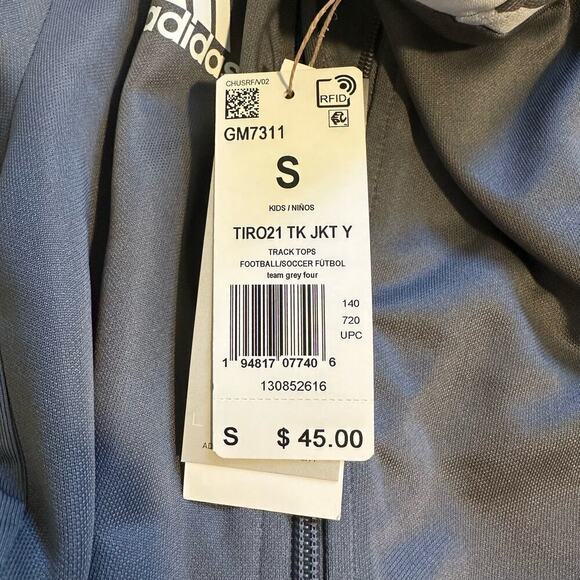 adidas
CHUSRF/V02
RFID
GM7311
S
KIDS / NIÑOS
TIRO21 TK JKT Y
TRACK TOPS
FOOTBALL/SOCCER FÚTBOL
team grey four
140
720
UPC
1 94817 07740 6
130852616
S $ 45.00